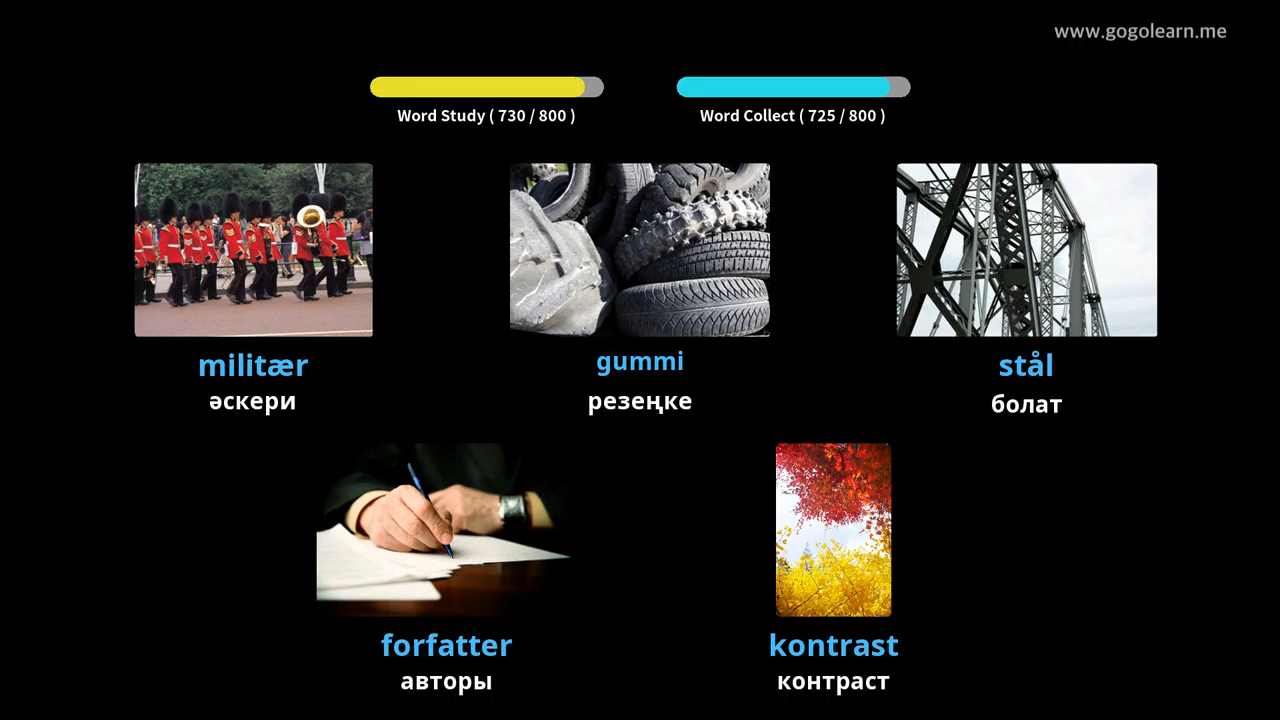 www.gogolearn.me
Word Study ( 730 / 800 )
Word Collect ( 725 / 800 )
militær
әскери
gummi
резеңке
stål
болат
forfatter
авторы
kontrast
контраст